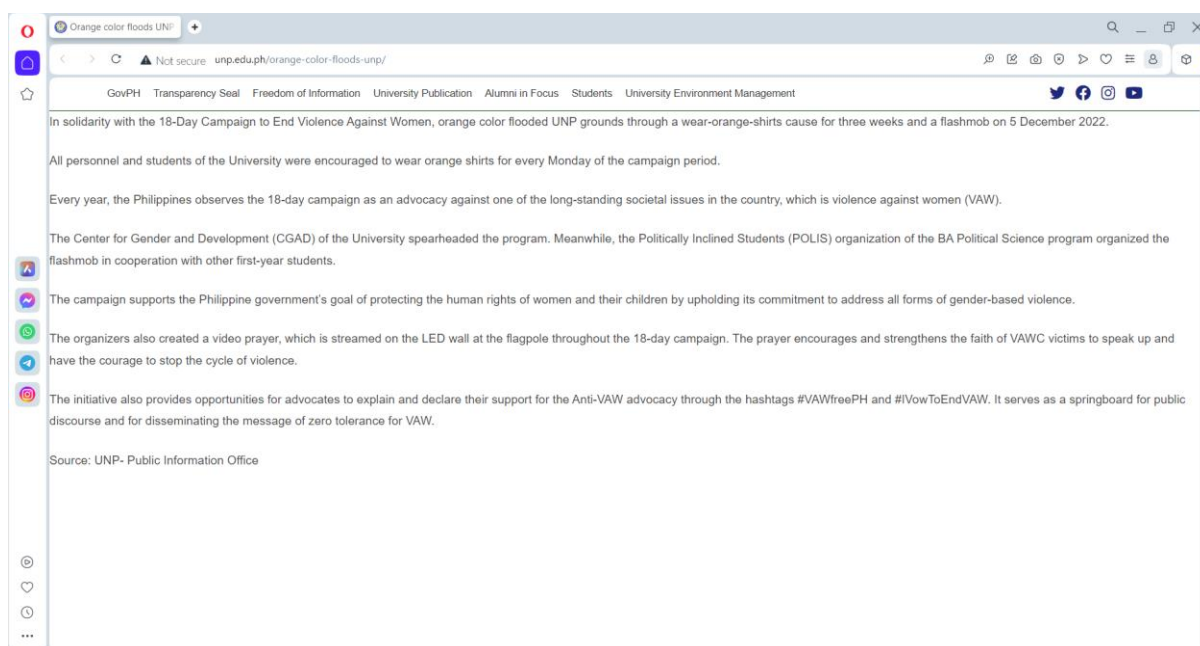 Orange color floods UNP
Not secure unp.edu.ph/orange-color-floods-unp/
GovPH Transparency Seal Freedom of Information University Publication Alumni in Focus Students University Environment Management
In solidarity with the 18-Day Campaign to End Violence Against Women, orange color flooded UNP grounds through a wear-orange-shirts cause for three weeks and a flashmob on 5 December 2022.
All personnel and students of the University were encouraged to wear orange shirts for every Monday of the campaign period.
Every year, the Philippines observes the 18-day campaign as an advocacy against one of the long-standing societal issues in the country, which is violence against women (VAW).
The Center for Gender and Development (CGAD) of the University spearheaded the program. Meanwhile, the Politically Inclined Students (POLIS) organization of the BA Political Science program organized the
flashmob in cooperation with other first-year students.
The campaign supports the Philippine government's goal of protecting the human rights of women and their children by upholding its commitment to address all forms of gender-based violence.
The organizers also created a video prayer, which is streamed on the LED wall at the flagpole throughout the 18-day campaign. The prayer encourages and strengthens the faith of VAWC victims to speak up and
have the courage to stop the cycle of violence.
The initiative also provides opportunities for advocates to explain and declare their support for the Anti-VAW advocacy through the hashtags #VAWfreePH and #IVowToEndVAW. It serves as a springboard for public
discourse and for disseminating the message of zero tolerance for VAW.
Source: UNP- Public Information Office